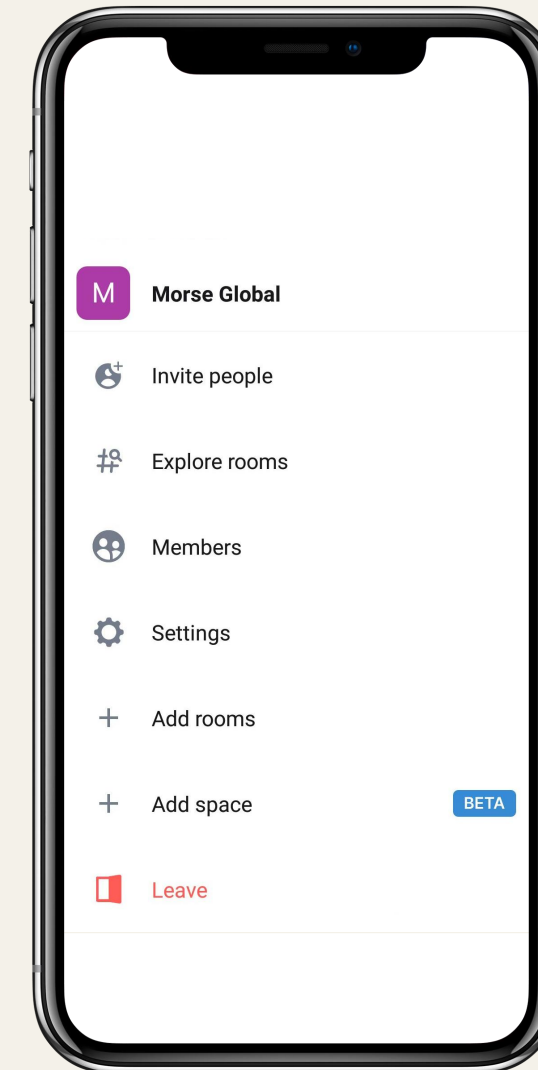 M Morse Global
Invite people
Explore rooms
Members
Settings
Add rooms
Add space BETA
Leave